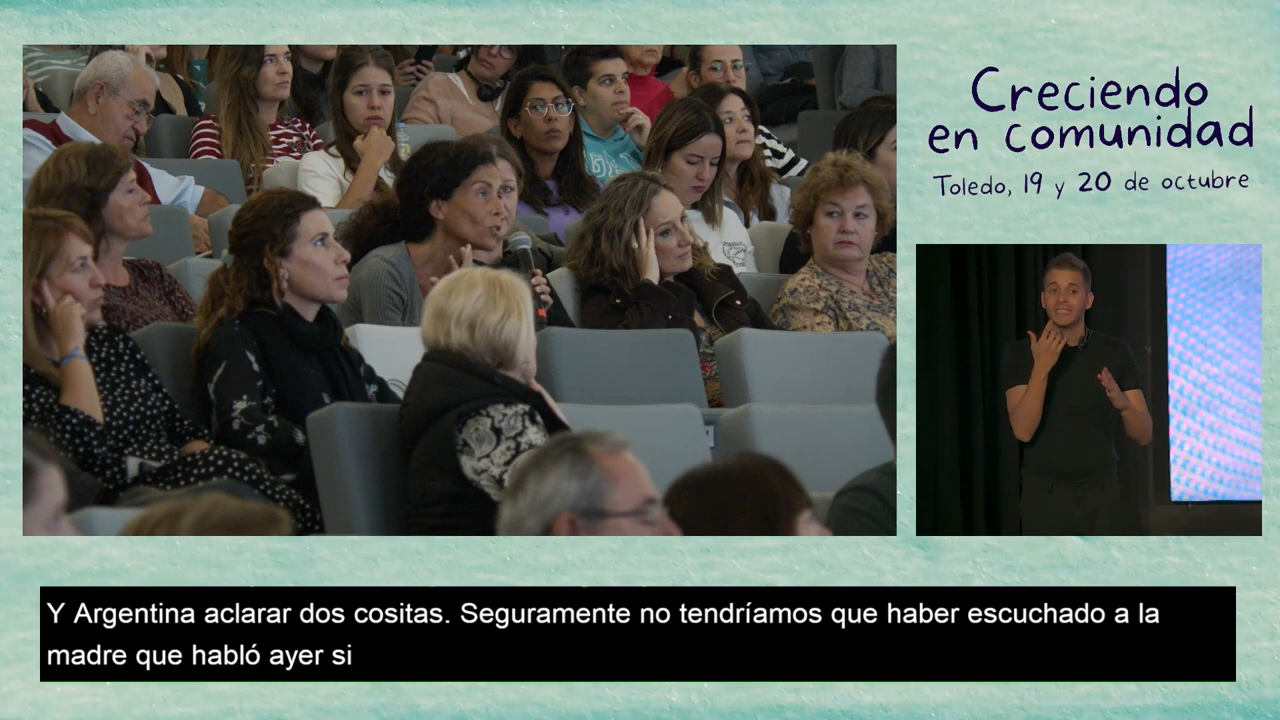 Creciendo
en comunidad
Toledo, 19 y 20 de octubre
Y Argentina aclarar dos cositas. Seguramente no tendríamos que haber escuchado a la
madre que habló ayer si